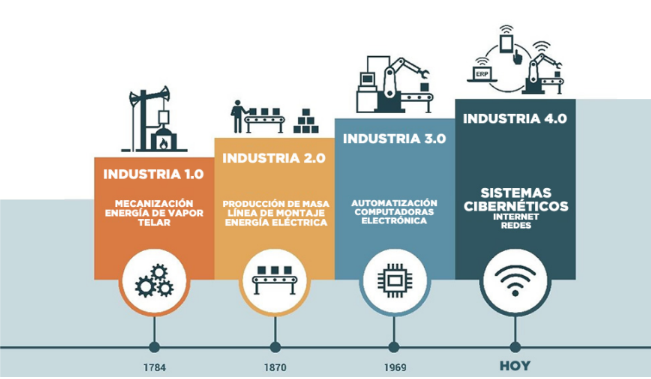 ERP
INDUSTRIA 1.0
MECANIZACIÓN
ENERGÍA DE VAPOR
TELAR
INDUSTRIA 2.0
PRODUCCIÓN DE MASA
LÍNEA DE MONTAJE
ENERGÍA ELÉCTRICA
INDUSTRIA 3.0
AUTOMATIZACIÓN
COMPUTADORAS
ELECTRÓNICA
INDUSTRIA 4.0
SISTEMAS
CIBERNÉTICOS
INTERNET
REDES
1784
1870
1969
HOY